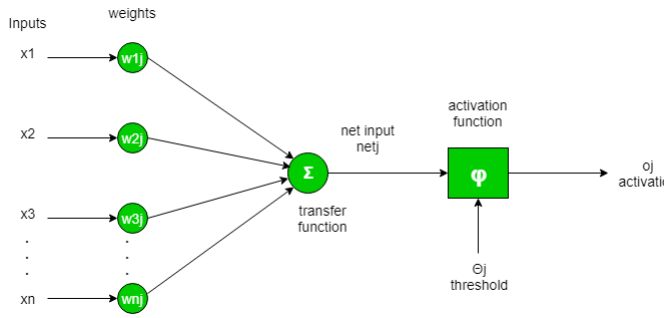 weights
Inputs
x1
w1j
x2
w2j
x3
w3j
xn
wnj
Σ
transfer
function
net input
netj
activation
function
φ
Θj
threshold
oj